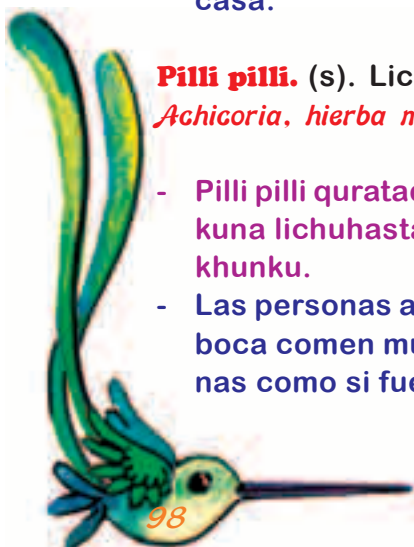 casa.
Pilli pilli. (s). Lic
Achicoria, hierba
- Pilli pilli qurata
kuna lichuhasta
khunku.
- Las personas a
boca comen mu
nas como si fue
98